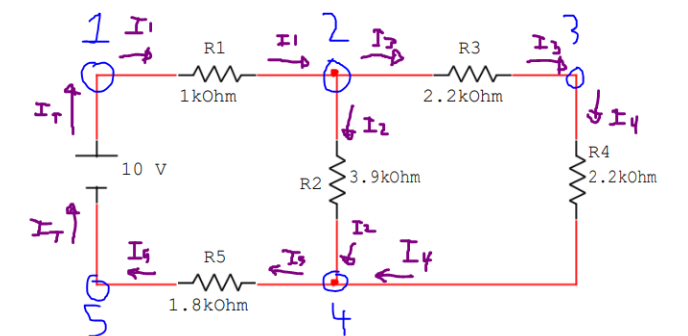 1
I1
R1
1kOhm
I1
2
I3
R3
2.2kOhm
I3
3
IT
10 V
I2
R2
3.9kOhm
I4
R4
2.2kOhm
IT
I5
R5
1.8kOhm
I5
I2
I4
5
4